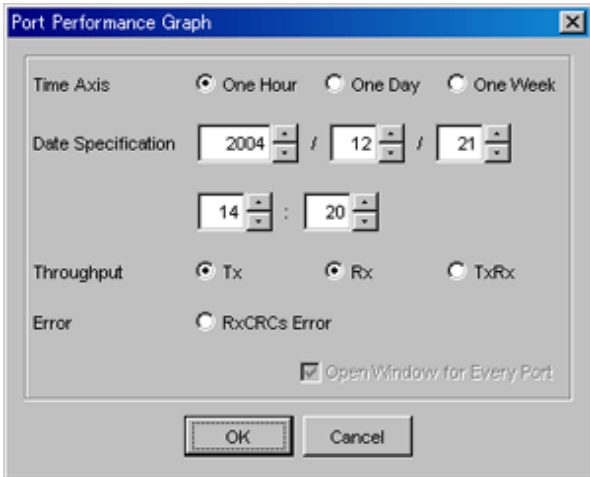 Port Performance Graph
Time Axis One Hour One Day One Week
Date Specification 2004 / 12 / 21
14 : 20
Throughput Tx Rx TxRx
Error RxCRCs Error
Open Window for Every Port
OK Cancel